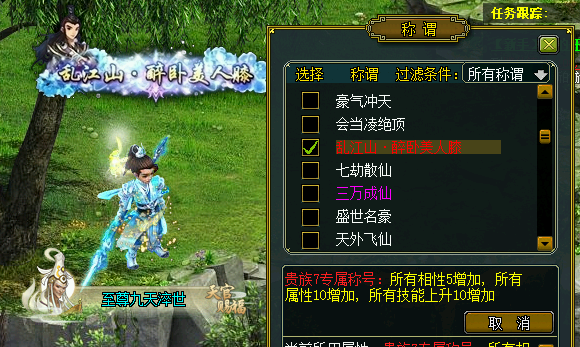 任务跟踪:
称谓
乱江山·醉卧美人膝
选择 称谓 过滤条件: 所有称谓
豪气冲天
会当凌绝顶
乱江山·醉卧美人膝
七劫散仙
三万成仙
盛世名豪
天外飞仙
至尊九天淬世
天官赐福
贵族7专属称号: 所有相性5增加, 所有
属性10增加, 所有技能上升10增加
取 消